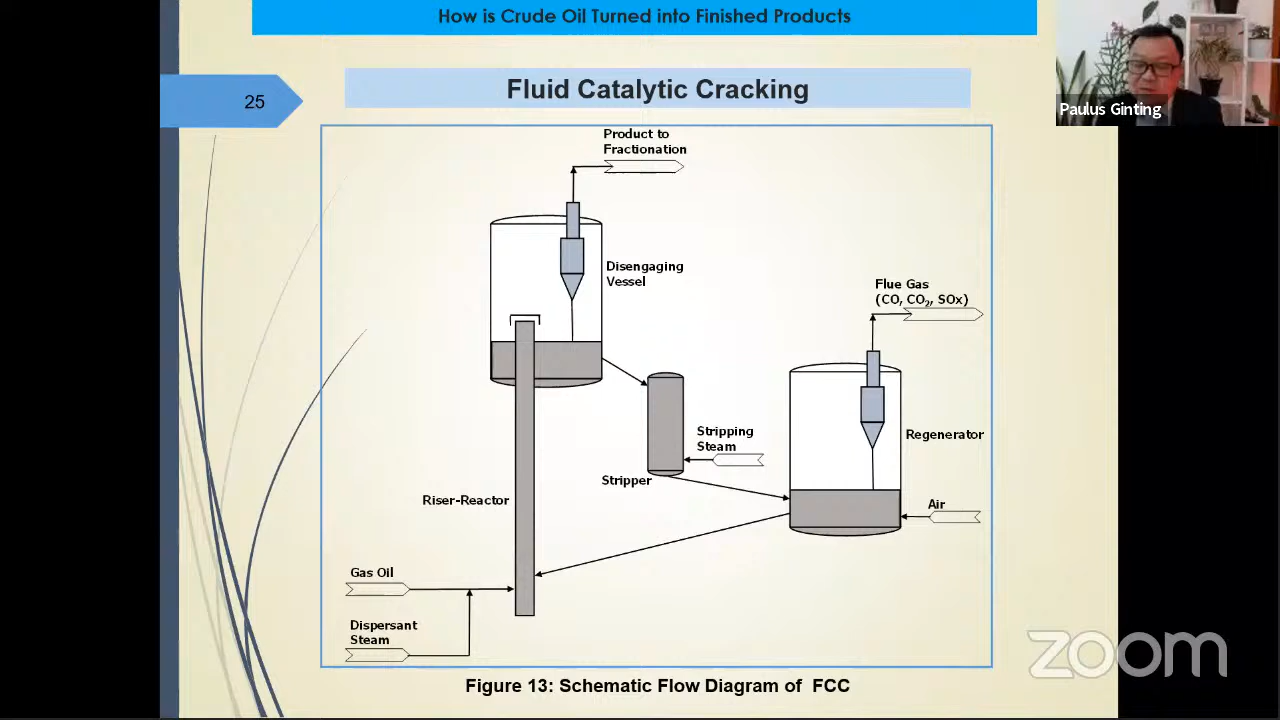 How is Crude Oil Turned into Finished Products
25
Fluid Catalytic Cracking
Paulus Ginting
Product to
Fractionation
Disengaging
Vessel
Flue Gas
(CO, CO₂, SOx)
Stripping
Steam
Regenerator
Stripper
Riser-Reactor
Air
Gas Oil
Dispersant
Steam
zoom
Figure 13: Schematic Flow Diagram of FCC